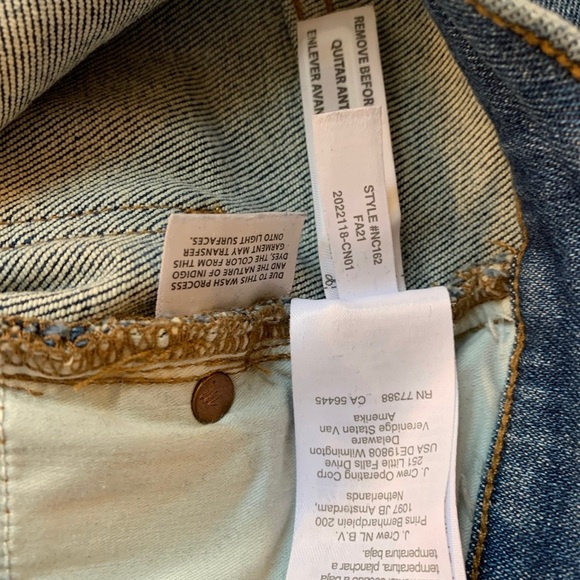 REMOVE BEFOR
QUITAR ANT
ENLEVER AVAN
STYLE #NC162
FA21
2022118-CN01
DUE TO THIS WASH PROCESS
AND THE NATURE OF INDIGO
DYES, THE COLOR FROM THIS
GARMENT MAY TRANSFER
ONTO LIGHT SURFACES.
temperatura, planchar a
temperatura baja.
J. Crew NL B.V.
Prins Bernhardplein 200
1097 JB Amsterdam,
Netherlands
J. Crew Operating Corp
251 Little Falls Drive
USA DE19808 Wilmington
Delaware
Verenidge Staten Van
Amerika
RN 77388 CA 56445